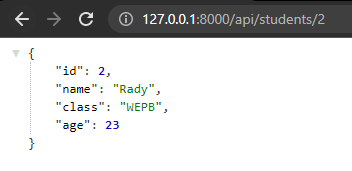 127.0.0.1:8000/api/students/2
{
"id": 2,
"name": "Rady",
"class": "WEPB",
"age": 23
}